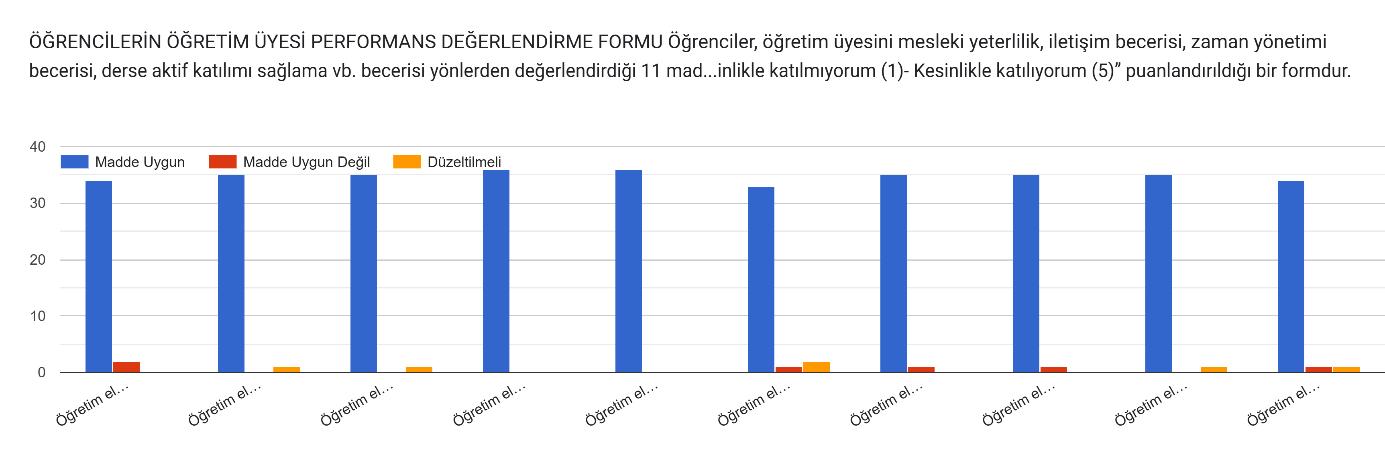 ÖĞRENCİLERİN ÖĞRETİM ÜYESİ PERFORMANS DEĞERLENDİRME FORMU Öğrenciler, öğretim üyesini mesleki yeterlilik, iletişim becerisi, zaman yönetimi
becerisi, derse aktif katılımı sağlama vb. becerisi yönlerden değerlendirdiği 11 mad...inlikle katılmıyorum (1)- Kesinlikle katılıyorum (5)” puanlandırıldığı bir formdur.
40
Madde Uygun Madde Uygun Değil Düzeltilmeli
30
20
10
0
Öğretim el… Öğretim el… Öğretim el… Öğretim el… Öğretim el… Öğretim el… Öğretim el… Öğretim el… Öğretim el… Öğretim el…